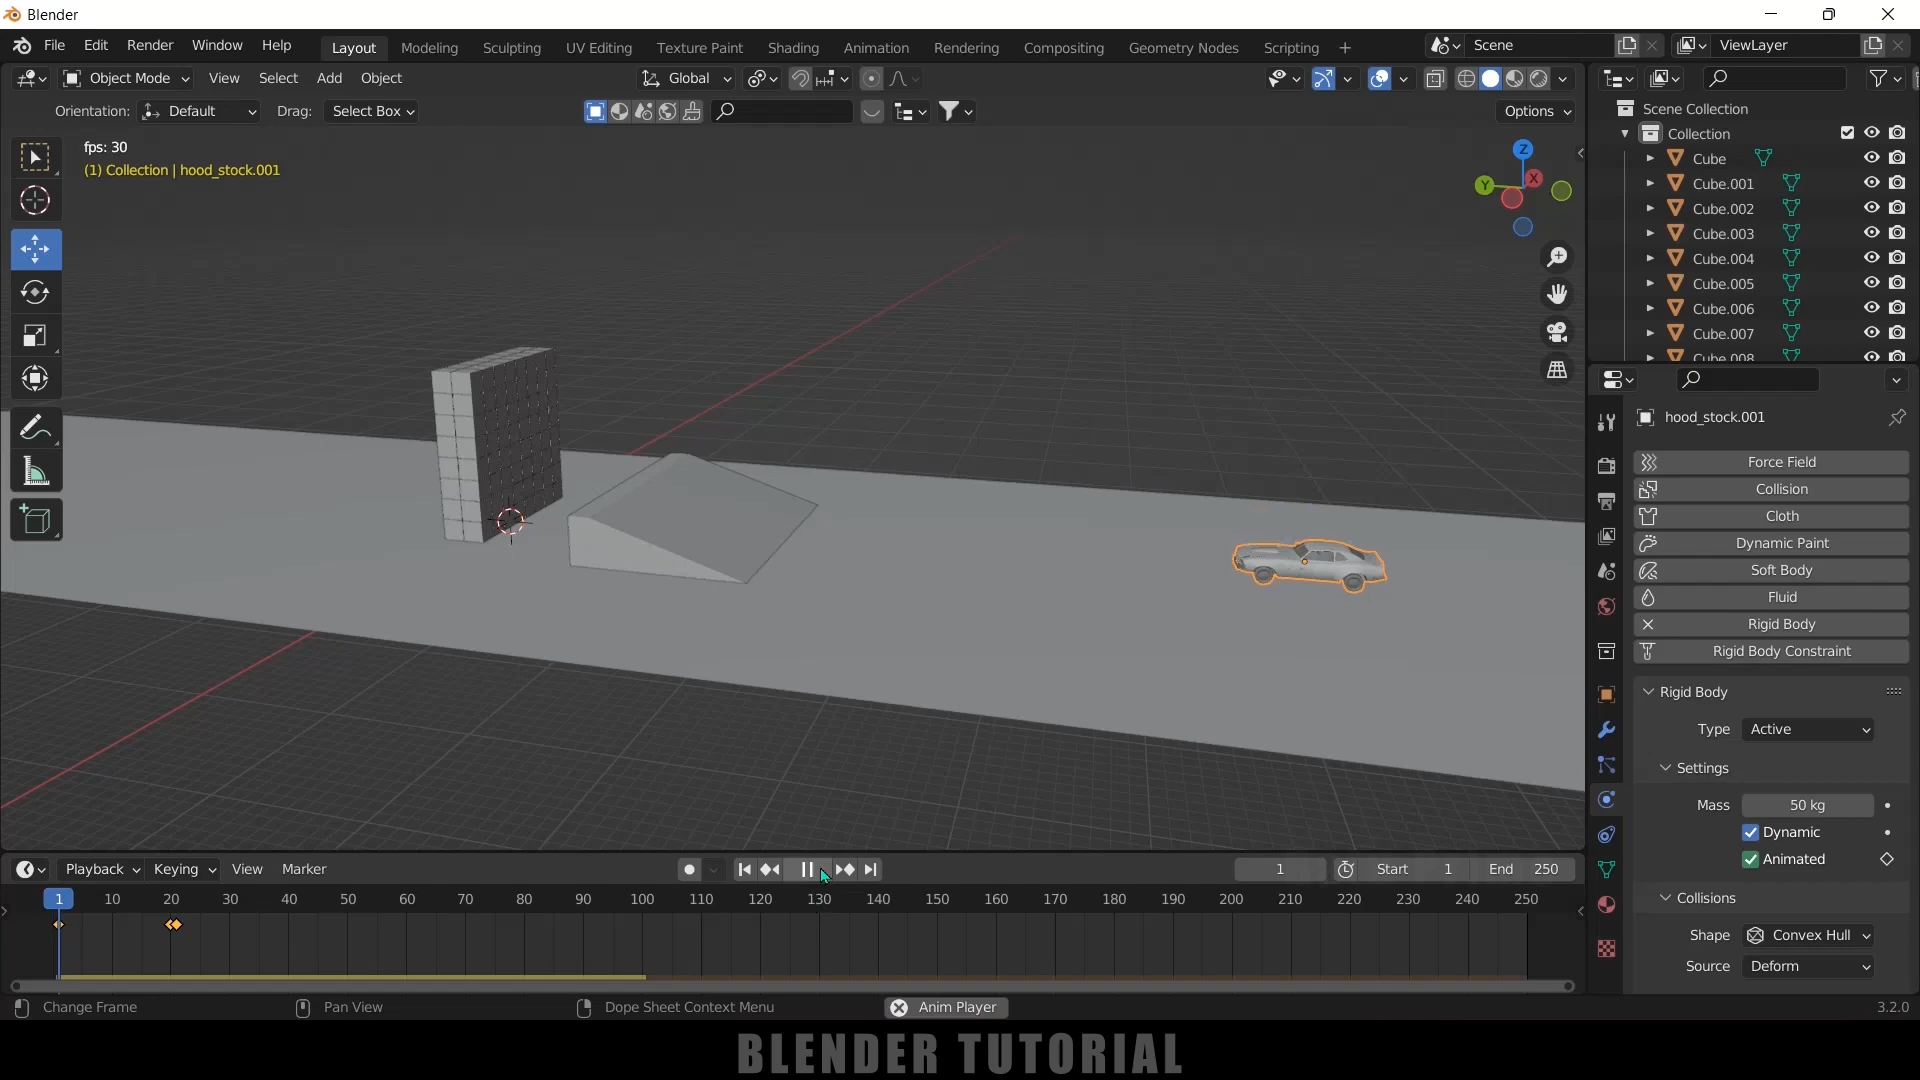 Blender
File Edit Render Window Help Layout Modeling Sculpting UV Editing Texture Paint Shading Animation Rendering Compositing Geometry Nodes Scripting + Scene ViewLayer
Object Mode View Select Add Object Global
Orientation: Default Drag: Select Box Options
fps: 30
(1) Collection | hood_stock.001
Z
Y X
Scene Collection
Collection
Cube
Cube.001
Cube.002
Cube.003
Cube.004
Cube.005
Cube.006
Cube.007
Cube.008
hood_stock.001
Force Field
Collision
Cloth
Dynamic Paint
Soft Body
Fluid
Rigid Body
Rigid Body Constraint
Rigid Body
Type Active
Settings
Mass 50 kg
Dynamic
Animated
Collisions
Shape Convex Hull
Source Deform
Playback Keying View Marker 1 Start 1 End 250
1 10 20 30 40 50 60 70 80 90 100 110 120 130 140 150 160 170 180 190 200 210 220 230 240 250
Change Frame Pan View Dope Sheet Context Menu Anim Player 3.2.0
BLENDER TUTORIAL